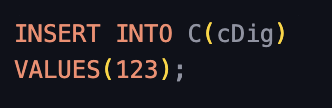 INSERT INTO C(cDig)
VALUES(123);